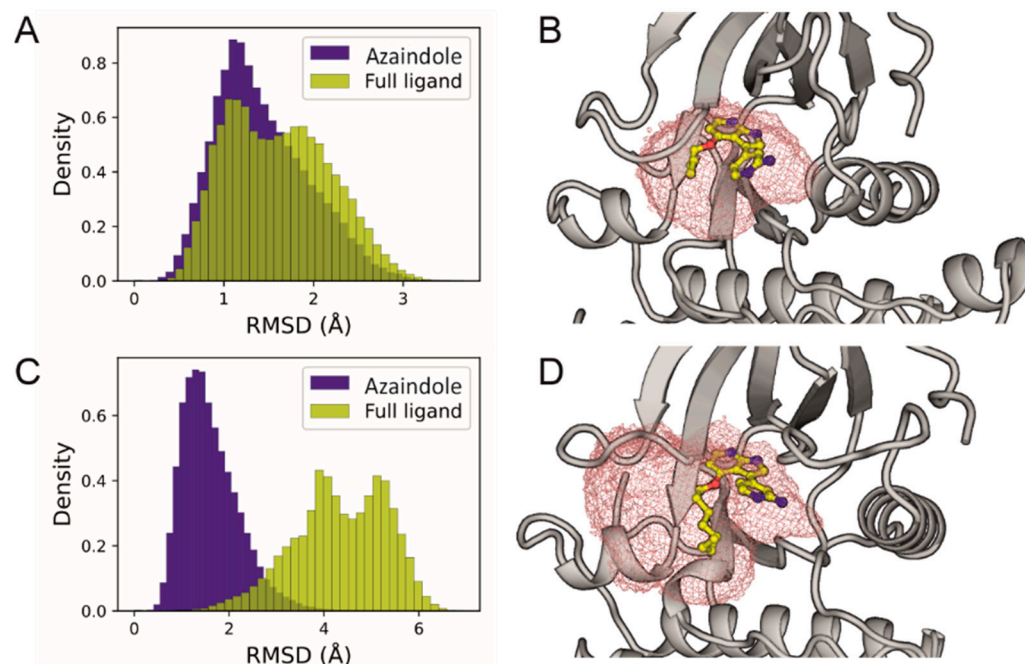 A
Azaindole
Full ligand
Density
0.8
0.6
0.4
0.2
0.0
0
1
2
3
RMSD (Å)
B
C
Azaindole
Full ligand
Density
0.6
0.4
0.2
0.0
0
2
4
6
RMSD (Å)
D